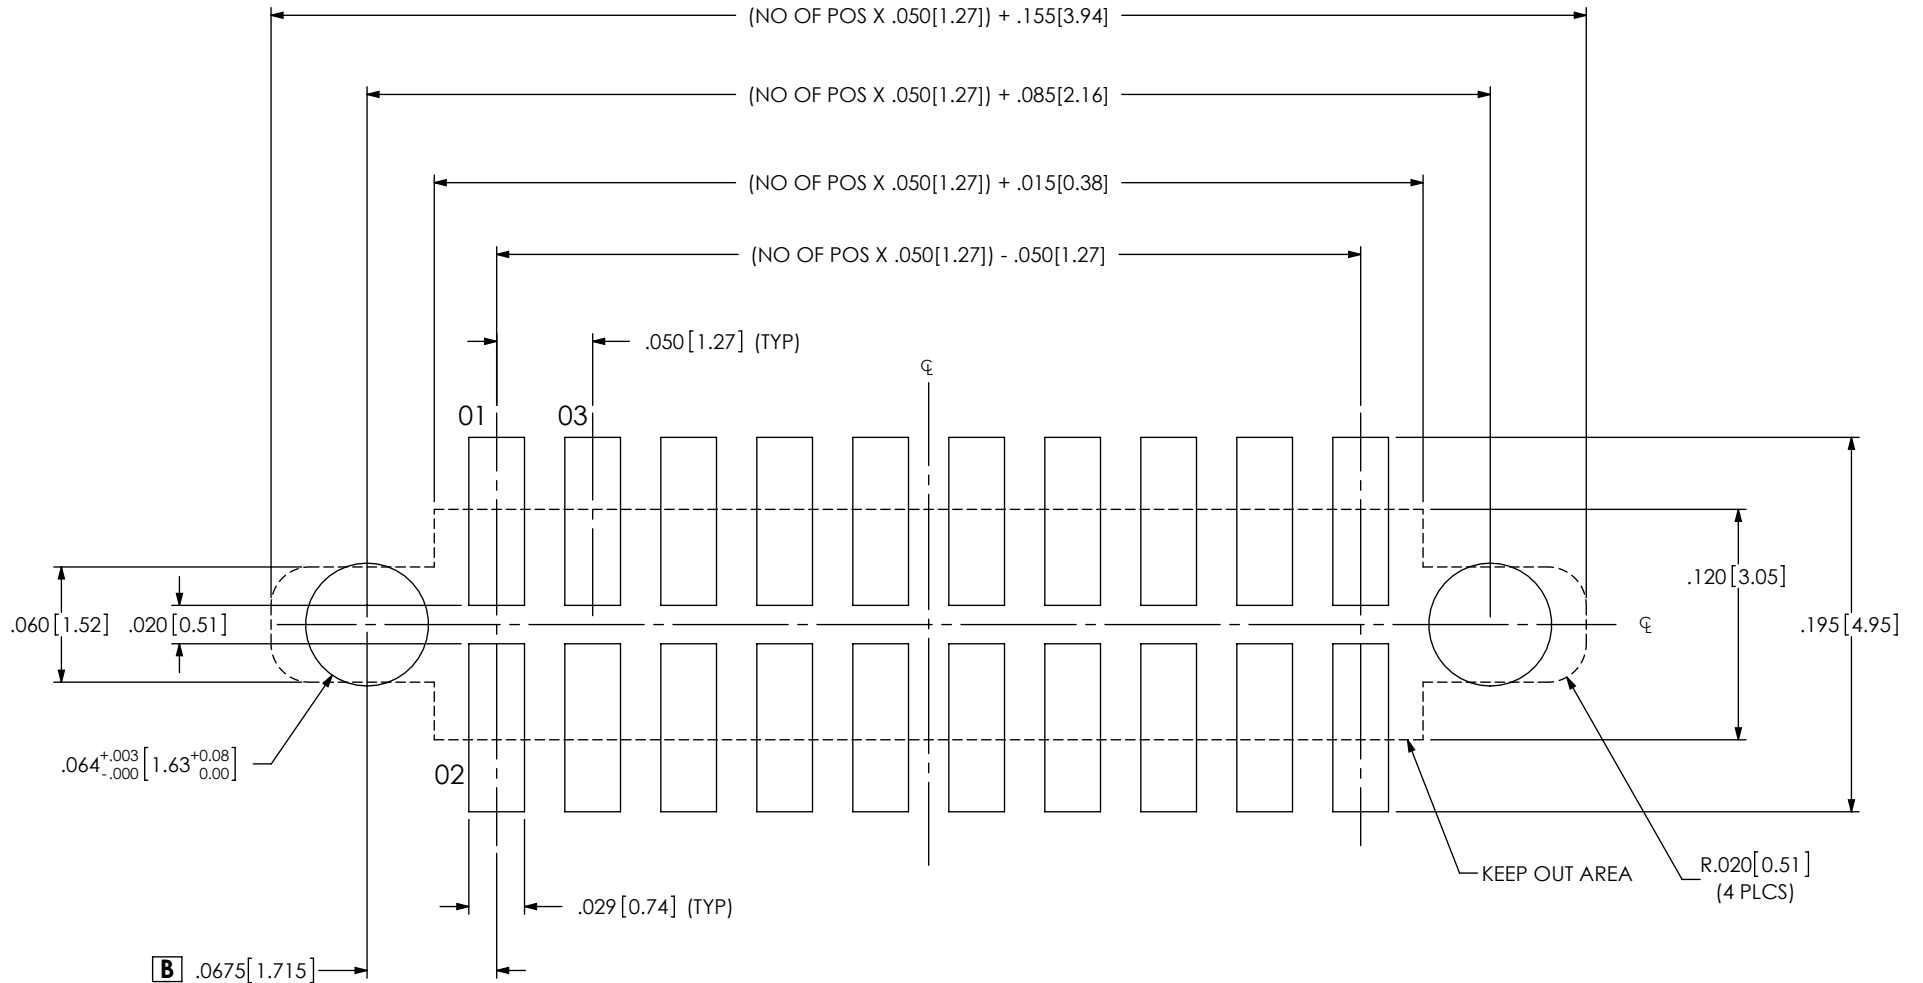 (NO OF POS X .050[1.27]) + .155[3.94]
(NO OF POS X .050[1.27]) + .085[2.16]
(NO OF POS X .050[1.27]) + .015[0.38]
(NO OF POS X .050[1.27]) - .050[1.27]
.050[1.27] (TYP)
℄
01
03
.120[3.05]
.060[1.52]
.020[0.51]
℄
.195[4.95]
.064+.003 -.000 [1.63+0.08 0.00]
02
KEEP OUT AREA
R.020[0.51]
(4 PLCS)
.029[0.74] (TYP)
B .0675[1.715]